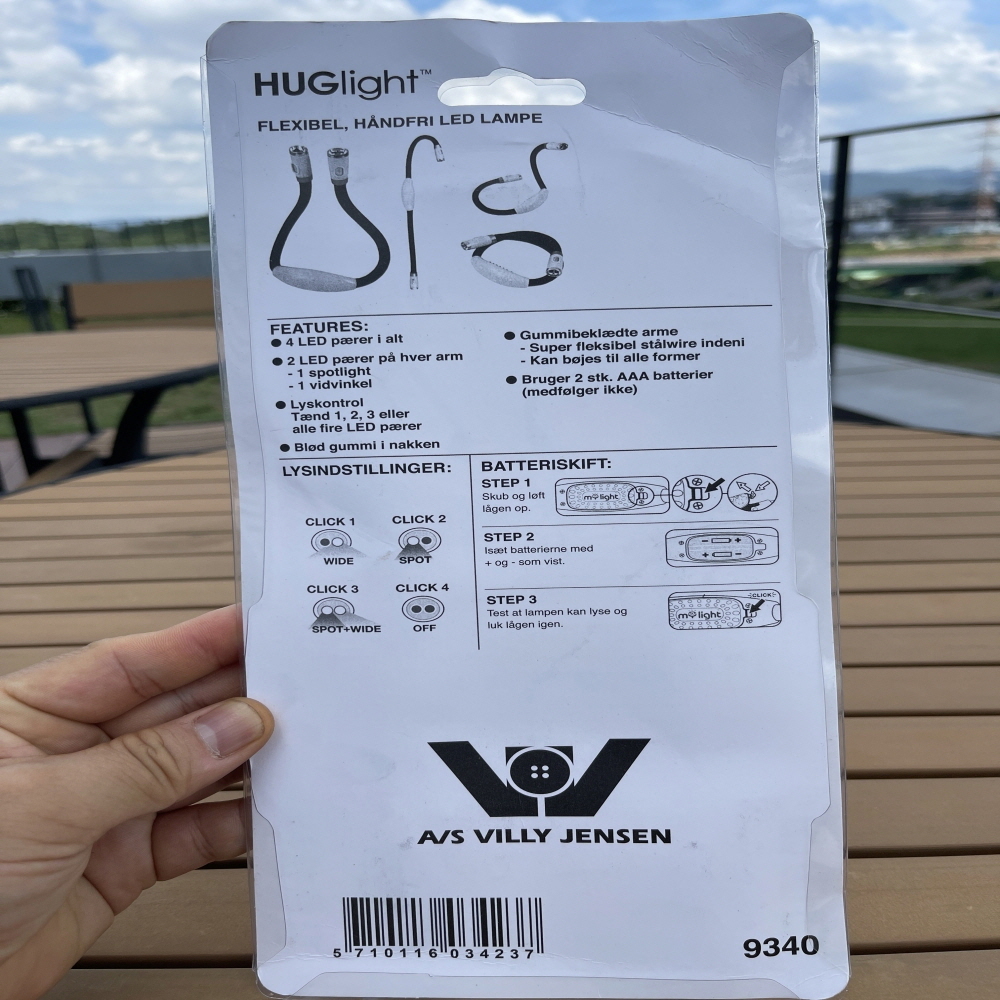 HUGlight™
FLEXIBEL, HÅNDFRI LED LAMPE
FEATURES:
● 4 LED pærer i alt
● 2 LED pærer på hver arm
- 1 spotlight
- 1 vidvinkel
● Lyskontrol
Tænd 1, 2, 3 eller
alle fire LED pærer
● Blød gummi i nakken
● Gummibeklædte arme
- Super fleksibel stålwire indeni
- Kan bøjes til alle former
● Bruger 2 stk. AAA batterier
(medfølger ikke)
LYSINDSTILLINGER:
CLICK 1
WIDE
CLICK 2
SPOT
CLICK 3
SPOT+WIDE
CLICK 4
OFF
BATTERISKIFT:
STEP 1
Skub og løft
lågen op.
light
STEP 2
Isæt batterierne med
+ og - som vist.
- +
+ -
STEP 3
Test at lampen kan lyse og
luk lågen igen.
CLICK
light
A/S VILLY JENSEN
5 710116 034237
9340